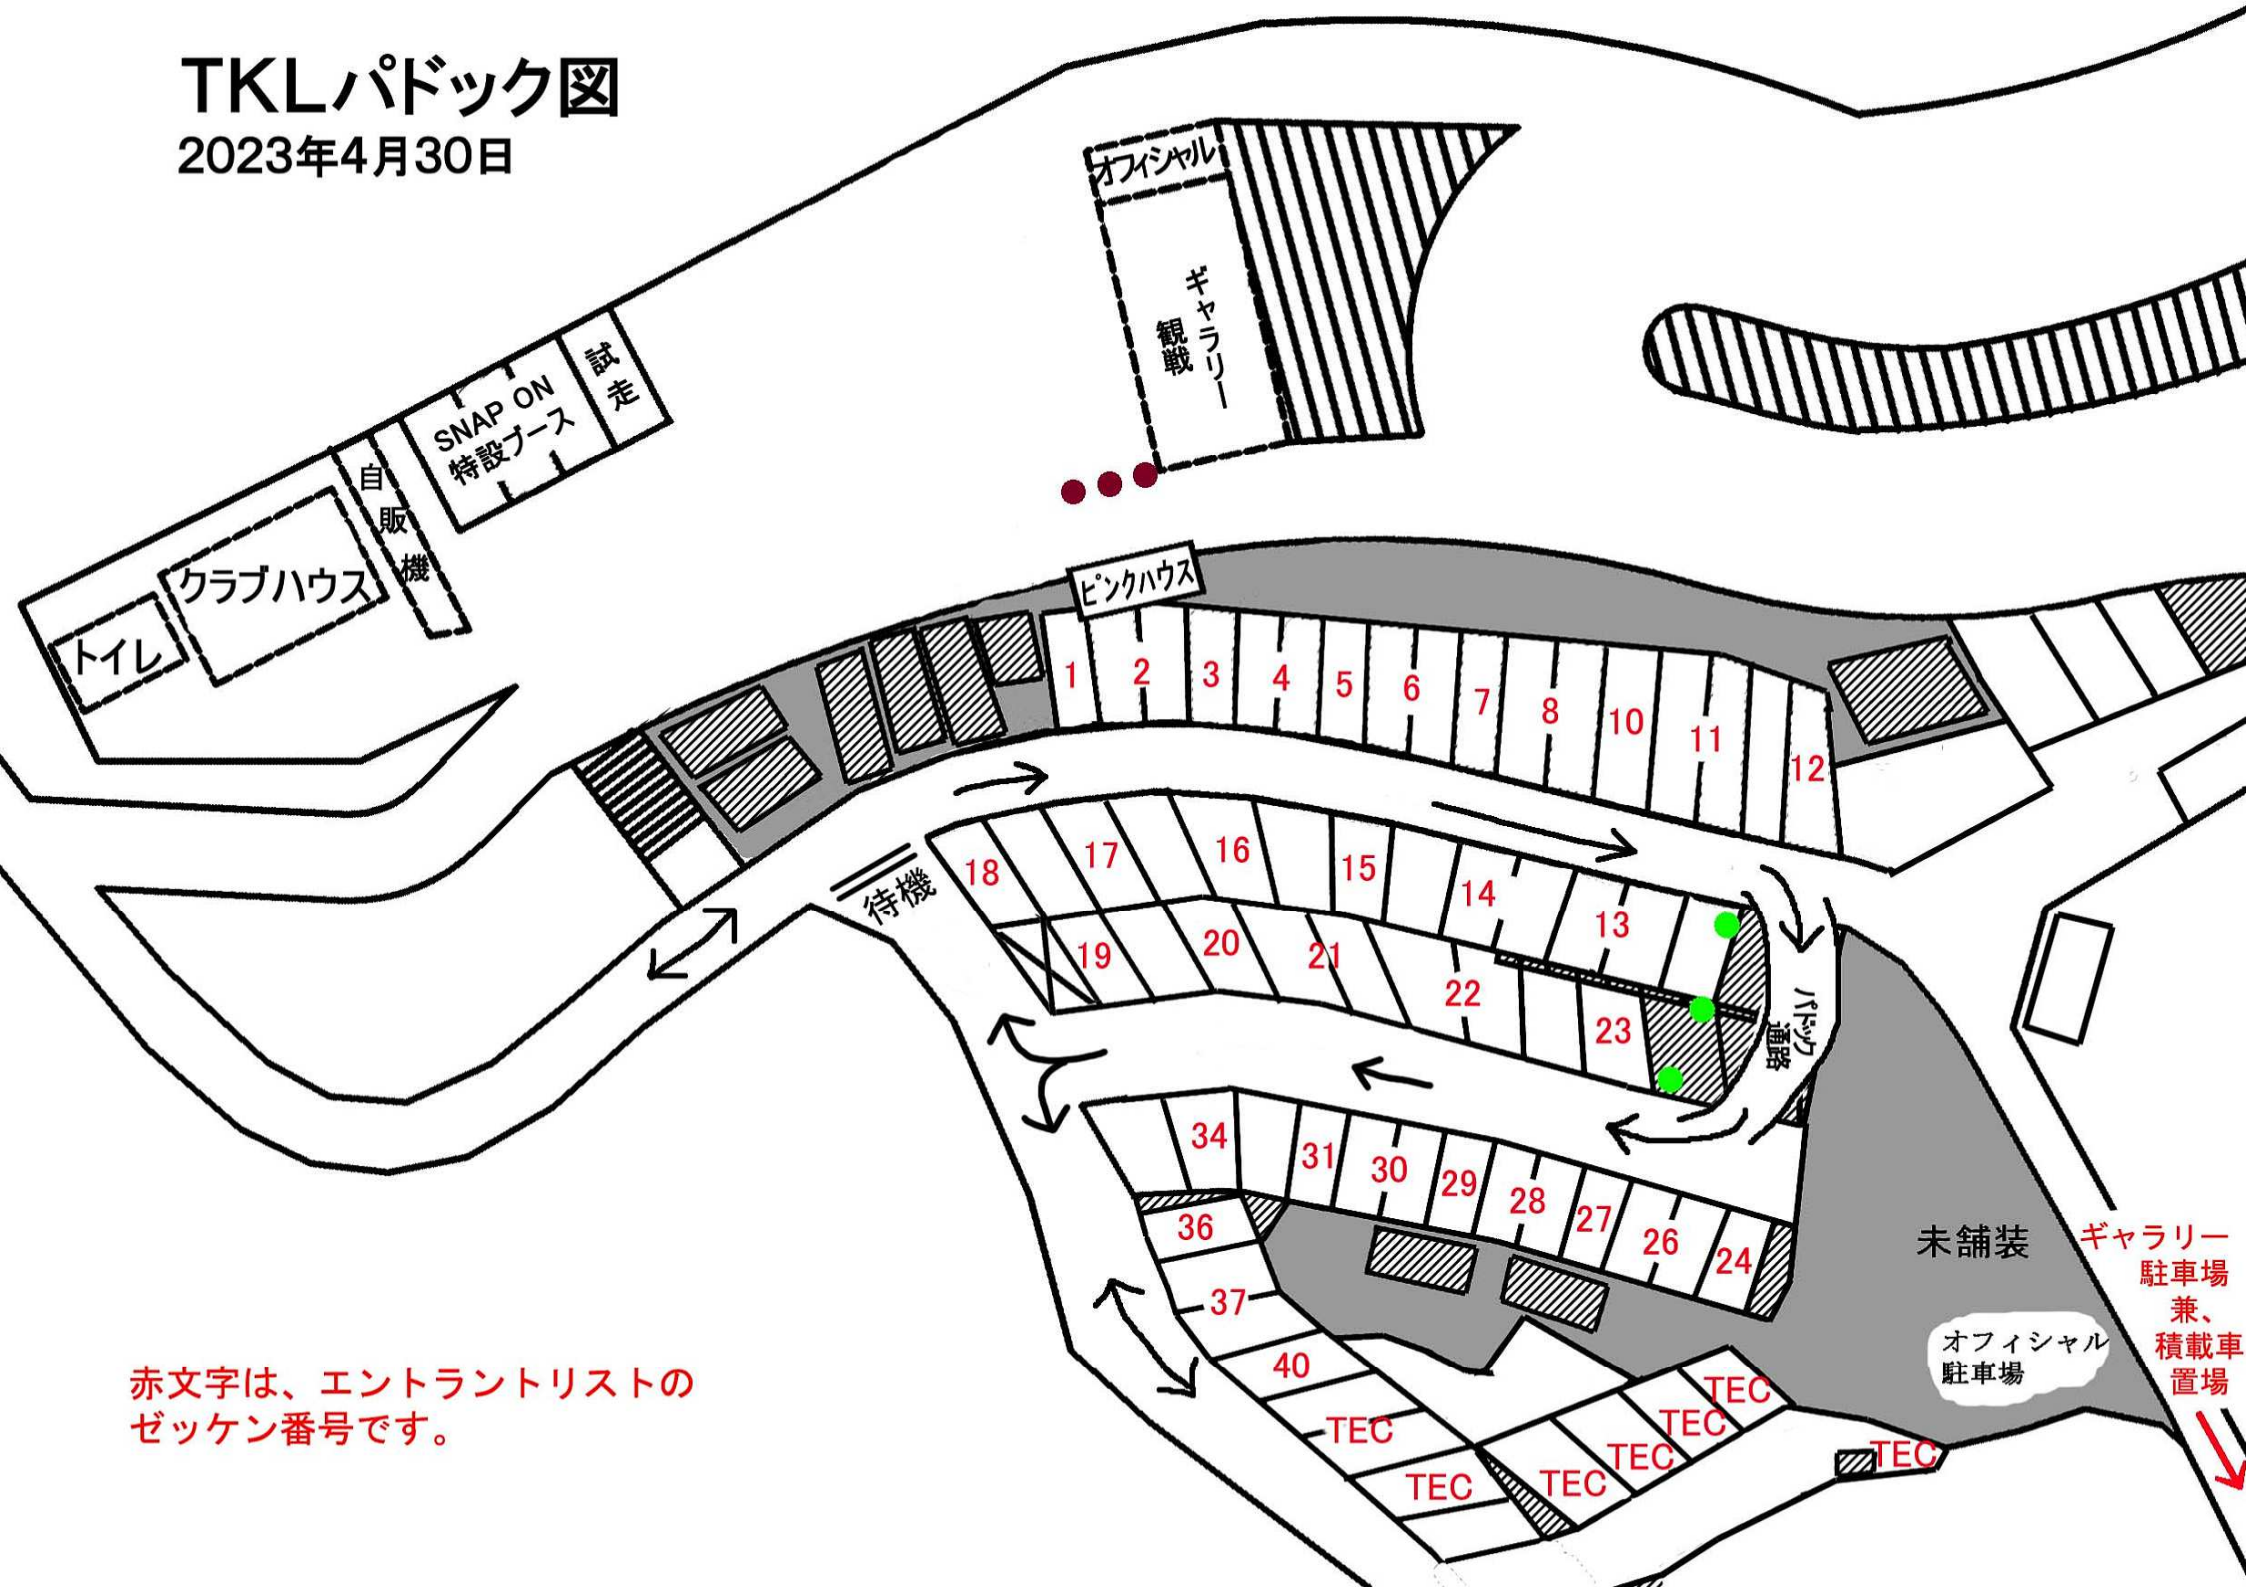 TKLパドック図
2023年4月30日
オフィシャル
ギャラリー
観戦
試走
SNAP ON
特設ブース
自販機
クラブハウス
トイレ
ピンクハウス
1
2
3
4
5
6
7
8
10
11
12
18
17
16
15
14
13
待機
19
20
21
22
23
パドック
通路
34
31
30
29
28
27
26
24
36
37
40
TEC
TEC
TEC
TEC
TEC
TEC
TEC
未舗装
オフィシャル
駐車場
ギャラリー
駐車場
兼、
積載車
置場
赤文字は、エントラントリストの
ゼッケン番号です。